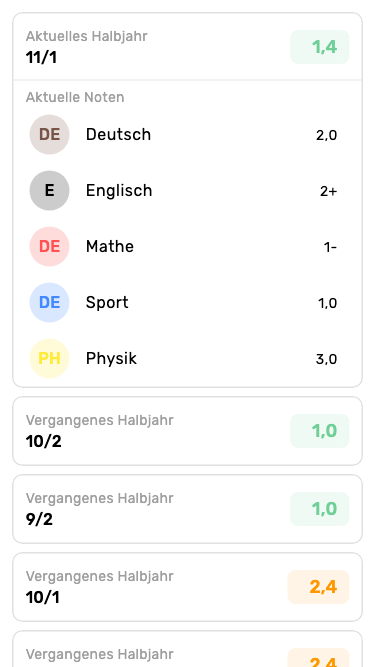 Aktuelles Halbjahr
11/1
1,4
Aktuelle Noten
DE Deutsch 2,0
E Englisch 2+
DE Mathe 1-
DE Sport 1,0
PH Physik 3,0
Vergangenes Halbjahr
10/2
1,0
Vergangenes Halbjahr
9/2
1,0
Vergangenes Halbjahr
10/1
2,4
Vergangenes Halbjahr
2,4